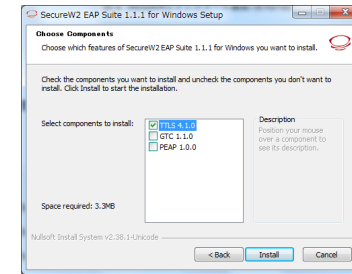 SecureW2 EAP Suite 1.1.1 for Windows Setup
Choose Components
Choose which features of SecureW2 EAP Suite 1.1.1 for Windows you want to install.
Check the components you want to install and uncheck the components you don't want to
install. Click Install to start the installation.
Select components to install:
TTLS 4.1.0
GTC 1.1.0
PEAP 1.0.0
Description
Position your mouse
over a component to
see its description.
Space required: 3.3MB
Nullsoft Install System v2.36.1-Unicode
< Back
Install
Cancel